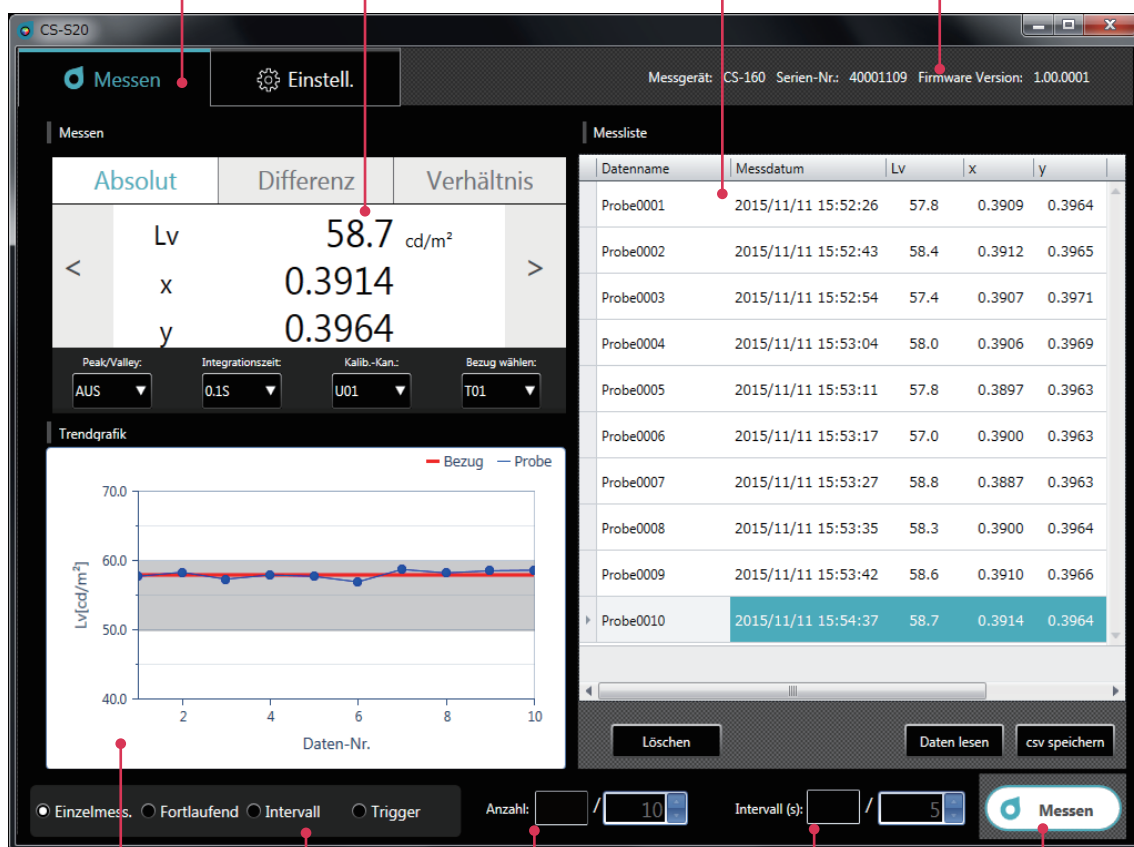 CS-S20
Messen
Einstell.
Messgerät: CS-160 Serien-Nr.: 40001109 Firmware Version: 1.00.0001
Messen
Absolut Differenz Verhältnis
< Lv 58.7 cd/m² >
x 0.3914
y 0.3964
Peak/Valley: Integrationszeit: Kalib.-Kan.: Bezug wählen:
AUS 0.1S U01 T01
Trendgrafik
Bezug Probe
70.0
60.0
50.0
40.0
Lv[cd/m²]
2 4 6 8 10
Daten-Nr.
Messliste
Datenname Messdatum Lv x y
Probe0001 2015/11/11 15:52:26 57.8 0.3909 0.3964
Probe0002 2015/11/11 15:52:43 58.4 0.3912 0.3965
Probe0003 2015/11/11 15:52:54 57.4 0.3907 0.3971
Probe0004 2015/11/11 15:53:04 58.0 0.3906 0.3969
Probe0005 2015/11/11 15:53:11 57.8 0.3897 0.3963
Probe0006 2015/11/11 15:53:17 57.0 0.3900 0.3963
Probe0007 2015/11/11 15:53:27 58.8 0.3887 0.3963
Probe0008 2015/11/11 15:53:35 58.3 0.3900 0.3964
Probe0009 2015/11/11 15:53:42 58.6 0.3910 0.3966
Probe0010 2015/11/11 15:54:37 58.7 0.3914 0.3964
Löschen Daten lesen csv speichern
Einzelmess. Fortlaufend Intervall Trigger Anzahl: / 10 Intervall (s): / 5 Messen